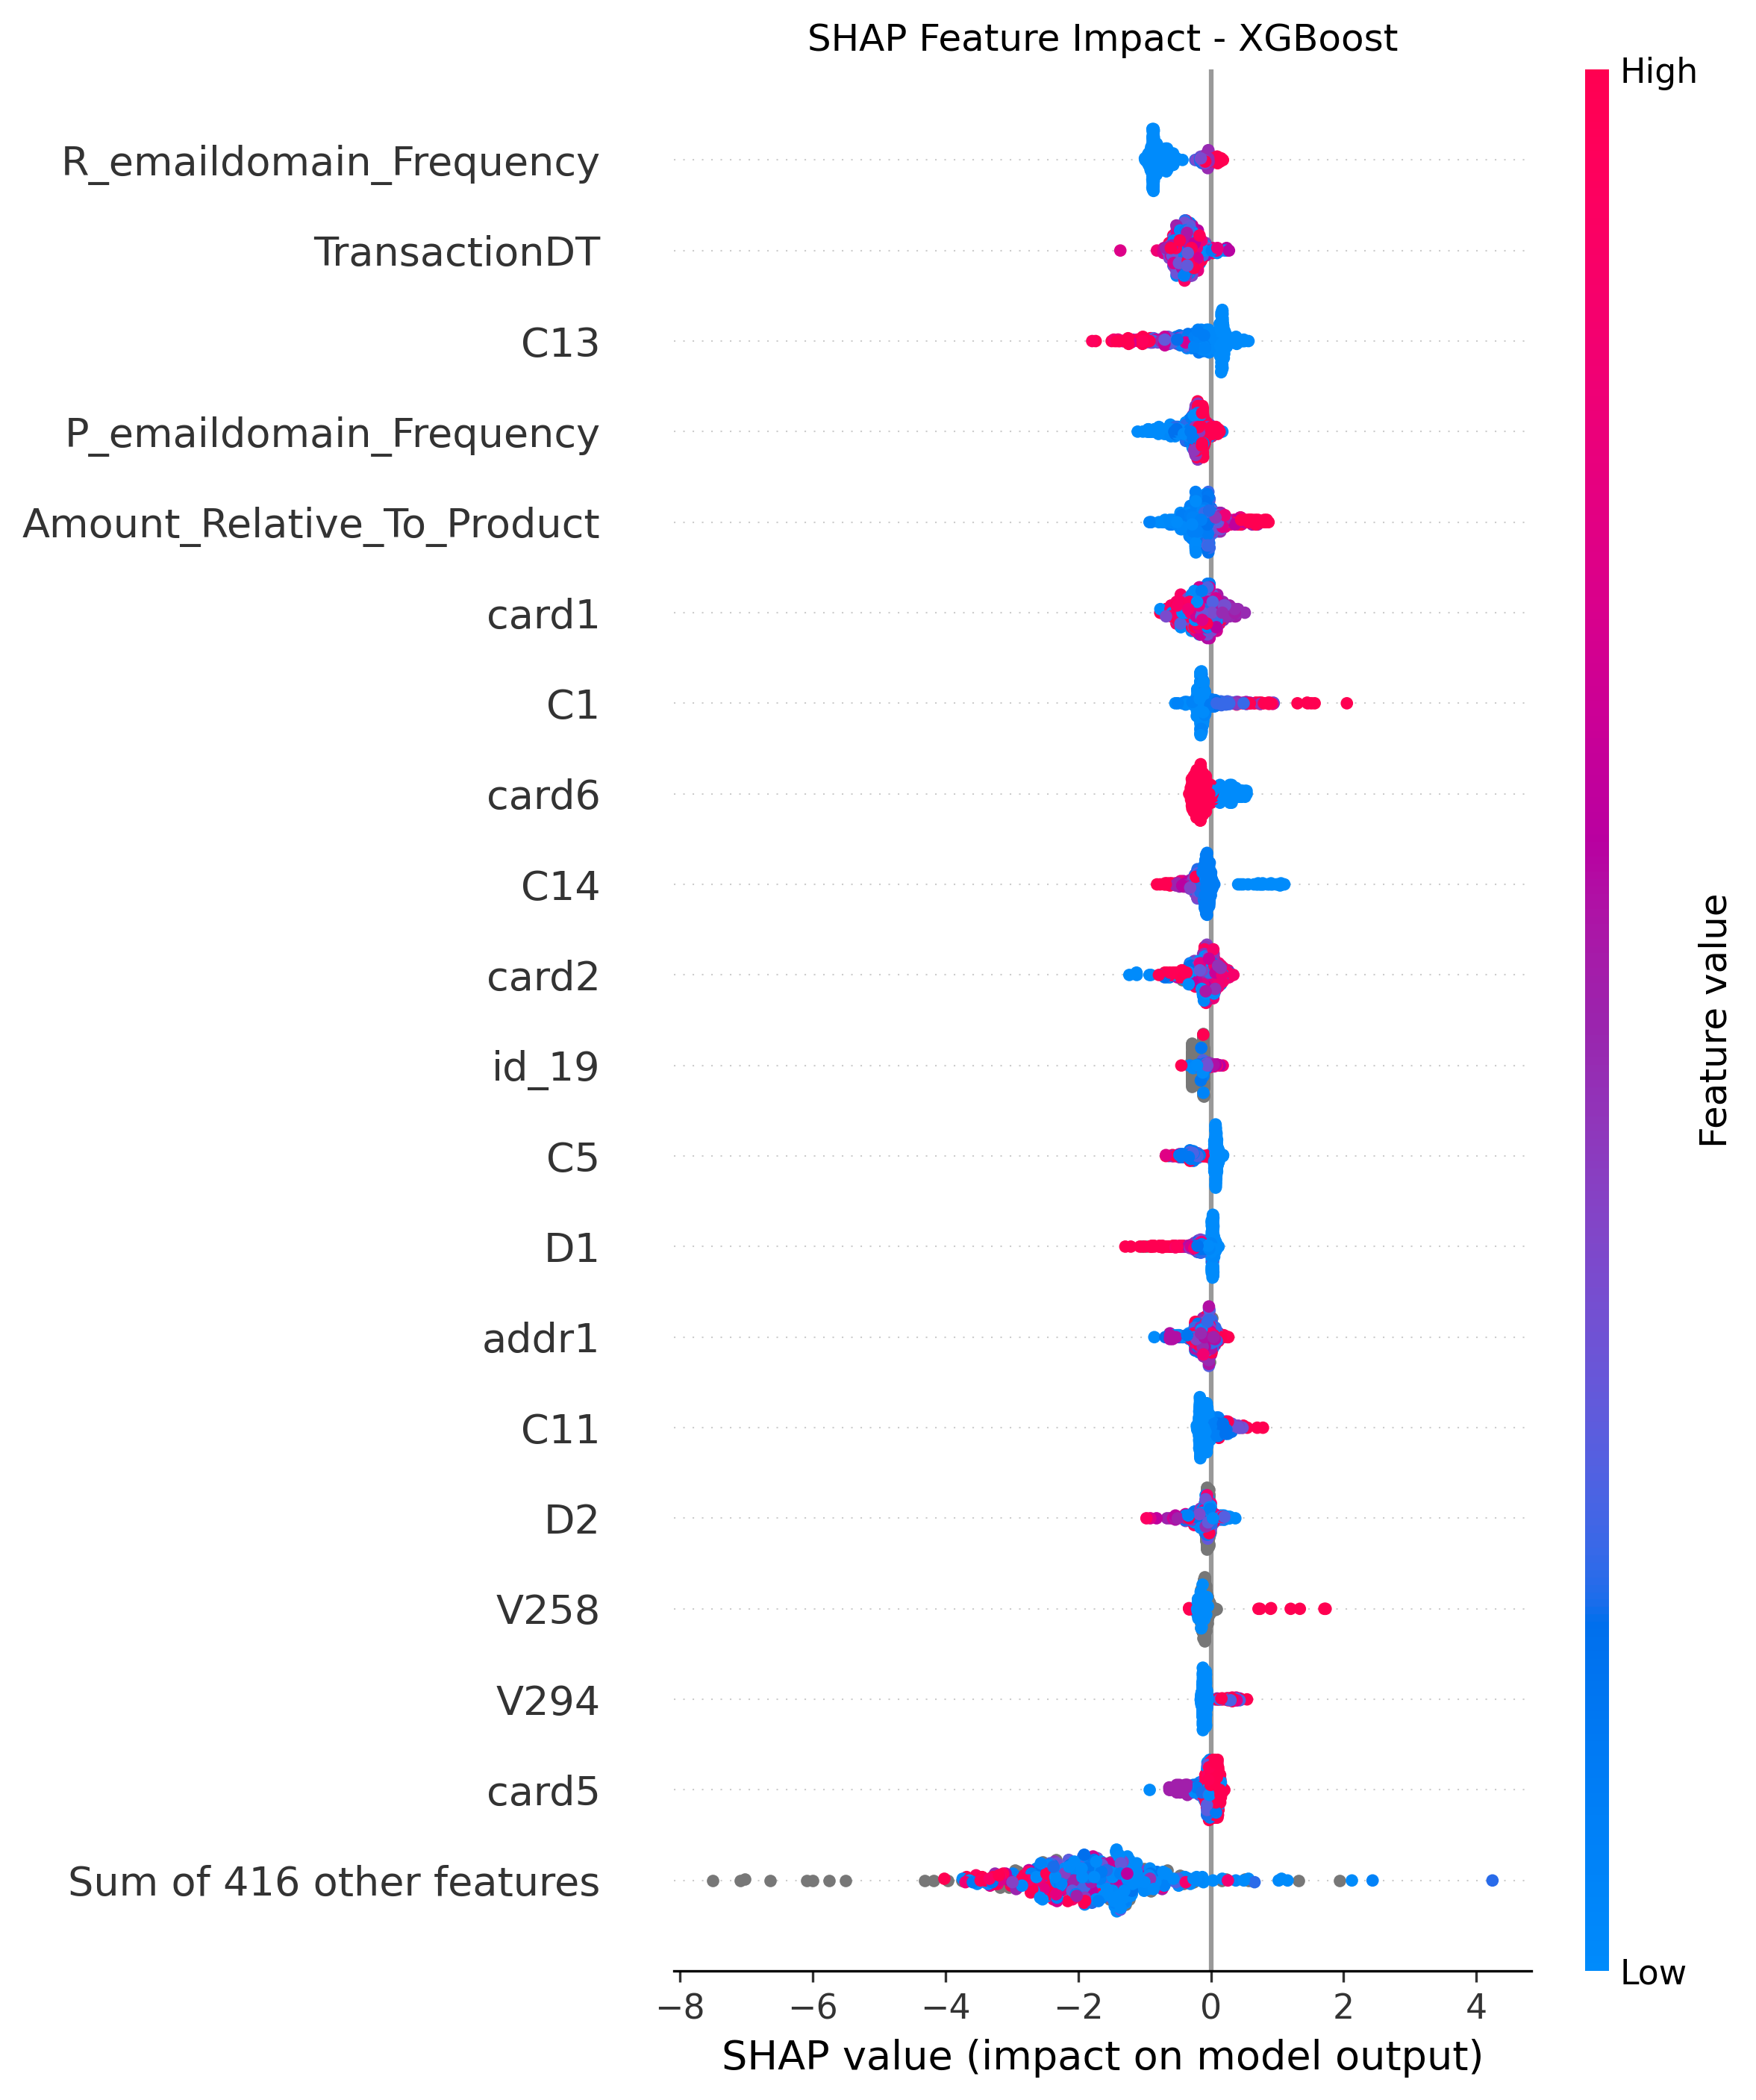 SHAP Feature Impact - XGBoost
High
R_emaildomain_Frequency
TransactionDT
C13
P_emaildomain_Frequency
Amount_Relative_To_Product
card1
C1
card6
C14
card2
id_19
C5
D1
addr1
C11
D2
V258
V294
card5
Sum of 416 other features
Feature value
Low
−8 −6 −4 −2 0 2 4
SHAP value (impact on model output)